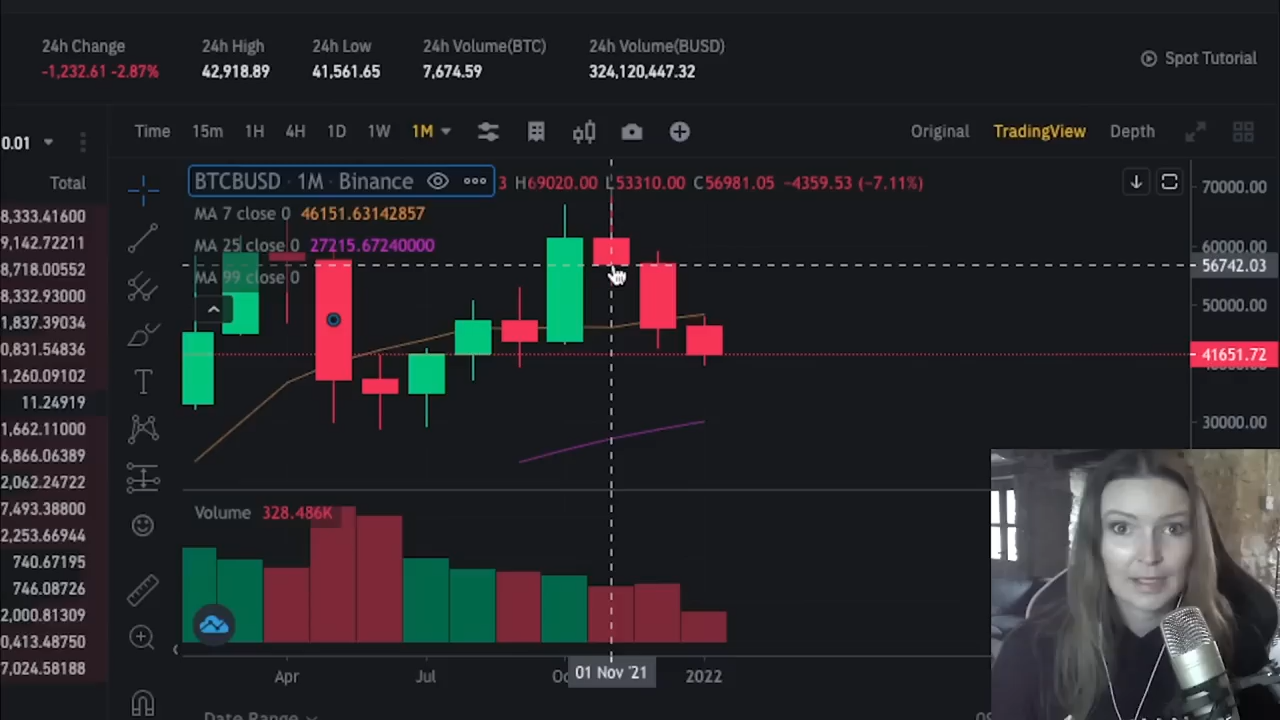 24h Change 24h High 24h Low 24h Volume(BTC) 24h Volume(BUSD)
-1,232.61 -2.87% 42,918.89 41,561.65 7,674.59 324,120,447.32
Spot Tutorial
0.01 Time 15m 1H 4H 1D 1W 1M Original TradingView Depth
Total
BTCBUSD · 1M · Binance 3 H69020.00 L53310.00 C56981.05 -4359.53 (-7.11%)
MA 7 close 0 46151.63142857
MA 25 close 0 27215.67240000
MA 99 close 0
70000.00
60000.00
56742.03
50000.00
41651.72
30000.00
8,333.41600
9,142.72211
8,718.00552
8,332.93000
1,837.39034
0,831.54836
1,260.09102
11.24919
1,662.11000
6,866.06389
2,062.24722
7,493.38800
2,253.66944
740.67195
746.08726
2,000.81309
0,413.48750
7,024.58188
Volume 328.486K
Apr Jul 01 Nov '21 2022
Date Range